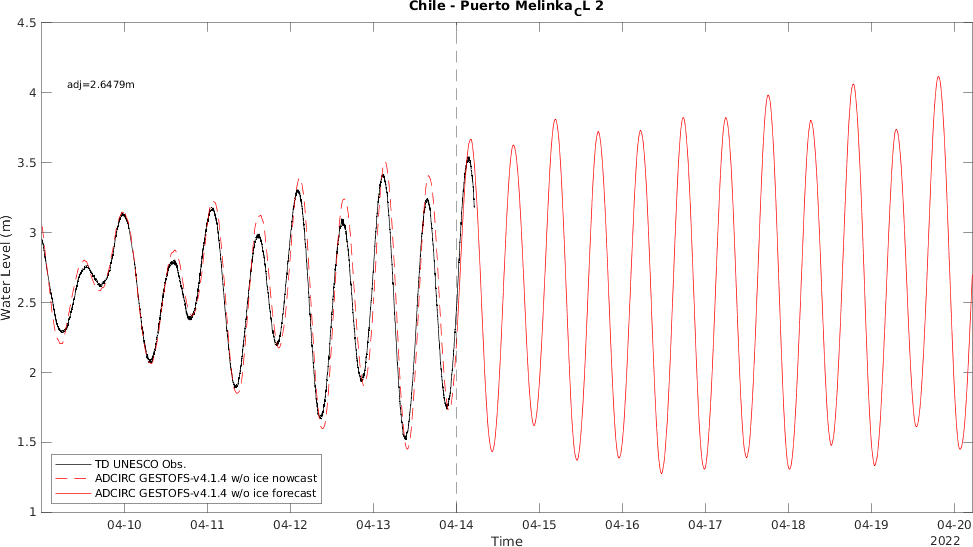 Chile - Puerto Melinka_CL 2
4.5
4
3.5
3
2.5
2
1.5
1
Water Level (m)
adj=2.6479m
TD UNESCO Obs.
ADCIRC GESTOFS-v4.1.4 w/o ice nowcast
ADCIRC GESTOFS-v4.1.4 w/o ice forecast
04-10 04-11 04-12 04-13 04-14 04-15 04-16 04-17 04-18 04-19 04-20
Time
2022